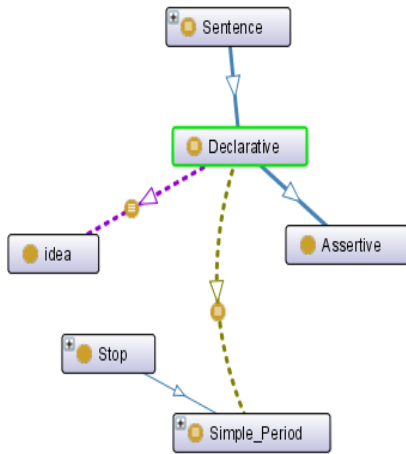 Sentence
Declarative
idea
Assertive
Stop
Simple_Period